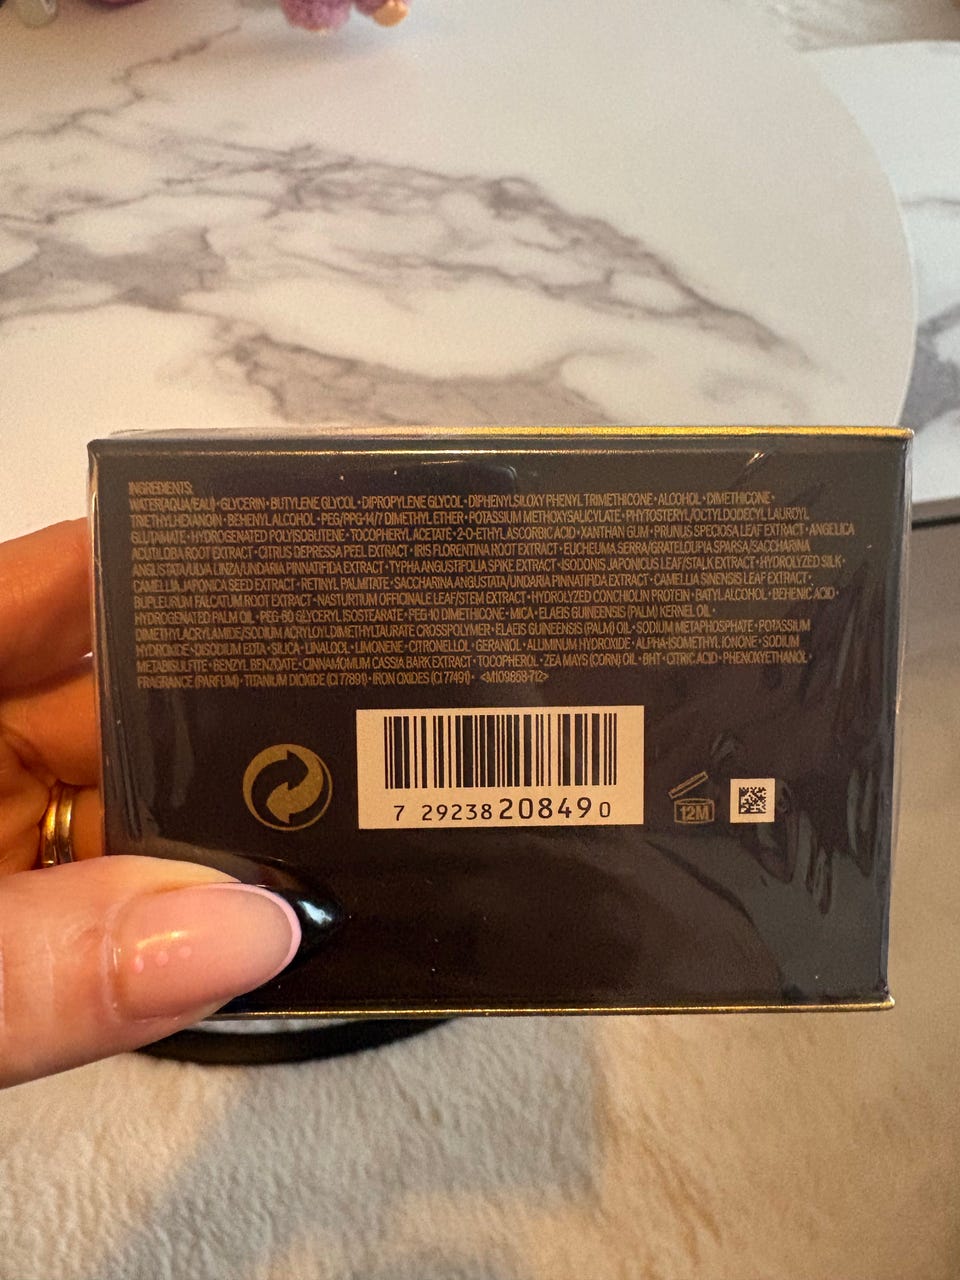 INGREDIENTS:
WATER(AQUA/EAU)•GLYCERIN•BUTYLENE GLYCOL•DIPROPYLENE GLYCOL•DIPHENYLSILOXY PHENYL TRIMETHICONE•ALCOHOL•DIMETHICONE•
TRIETHYLHEXANOIN•BEHENYL ALCOHOL•PEG/PPG-14/7 DIMETHYL ETHER•POTASSIUM METHOXYSALICYLATE•PHYTOSTERYL/OCTYLDODECYL LAUROYL
GLUTAMATE•HYDROGENATED POLYISOBUTENE•TOCOPHERYL ACETATE•2-O-ETHYL ASCORBIC ACID•XANTHAN GUM•PRUNUS SPECIOSA LEAF EXTRACT•ANGELICA
ACUTILOBA ROOT EXTRACT•CITRUS DEPRESSA PEEL EXTRACT•IRIS FLORENTINA ROOT EXTRACT•EUCHEUMA SERRA/GRATELOUPIA SPARSA/SACCHARINA
ANGUSTATA/ULVA LINZA/UNDARIA PINNATIFIDA EXTRACT•TYPHA ANGUSTIFOLIA SPIKE EXTRACT•ISODONIS JAPONICUS LEAF/STALK EXTRACT•HYDROLYZED SILK•
CAMELLIA JAPONICA SEED EXTRACT•RETINYL PALMITATE•SACCHARINA ANGUSTATA/UNDARIA PINNATIFIDA EXTRACT•CAMELLIA SINENSIS LEAF EXTRACT•
BUPLEURUM FALCATUM ROOT EXTRACT•NASTURTIUM OFFICINALE LEAF/STEM EXTRACT•HYDROLYZED CONCHIOLIN PROTEIN•BATYL ALCOHOL•BEHENIC ACID•
HYDROGENATED PALM OIL•PEG-60 GLYCERYL ISOSTEARATE•PEG-10 DIMETHICONE•MICA•ELAEIS GUINEENSIS (PALM) KERNEL OIL•
DIMETHYLACRYLAMIDE/SODIUM ACRYLOYLDIMETHYLTAURATE CROSSPOLYMER•ELAEIS GUINEENSIS (PALM) OIL•SODIUM METAPHOSPHATE•POTASSIUM
HYDROXIDE•DISODIUM EDTA•SILICA•LINALOOL•LIMONENE•CITRONELLOL•GERANIOL•ALUMINUM HYDROXIDE•ALPHA-ISOMETHYL IONONE•SODIUM
METABISULFITE•BENZYL BENZOATE•CINNAMOMUM CASSIA BARK EXTRACT•TOCOPHEROL•ZEA MAYS (CORN) OIL•BHT•CITRIC ACID•PHENOXYETHANOL•
FRAGRANCE (PARFUM)•TITANIUM DIOXIDE (CI 77891)•IRON OXIDES (CI 77491)• <M109868-712>
7 29238 20849 0
12M